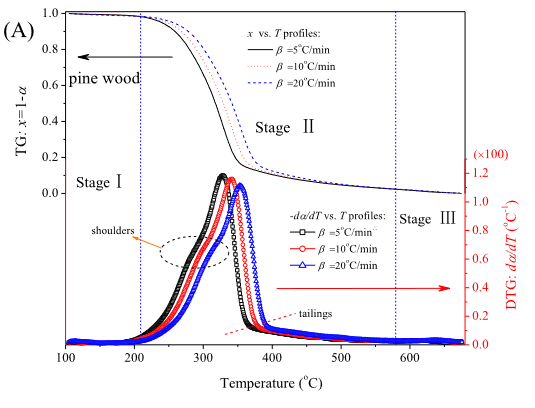 (A)
x vs. T profiles:
β =5°C/min
β =10°C/min
β =20°C/min
pine wood
Stage Ⅱ
(×100)
Stage Ⅰ
Stage Ⅲ
-dα/dT vs. T profiles:
β =5°C/min
β =10°C/min
β =20°C/min
shoulders
tailings
TG: x=1-α
1.0
0.8
0.6
0.4
0.2
0.0
DTG: dα/dT (°C⁻¹)
1.2
1.0
0.8
0.6
0.4
0.2
0.0
100 200 300 400 500 600
Temperature (°C)